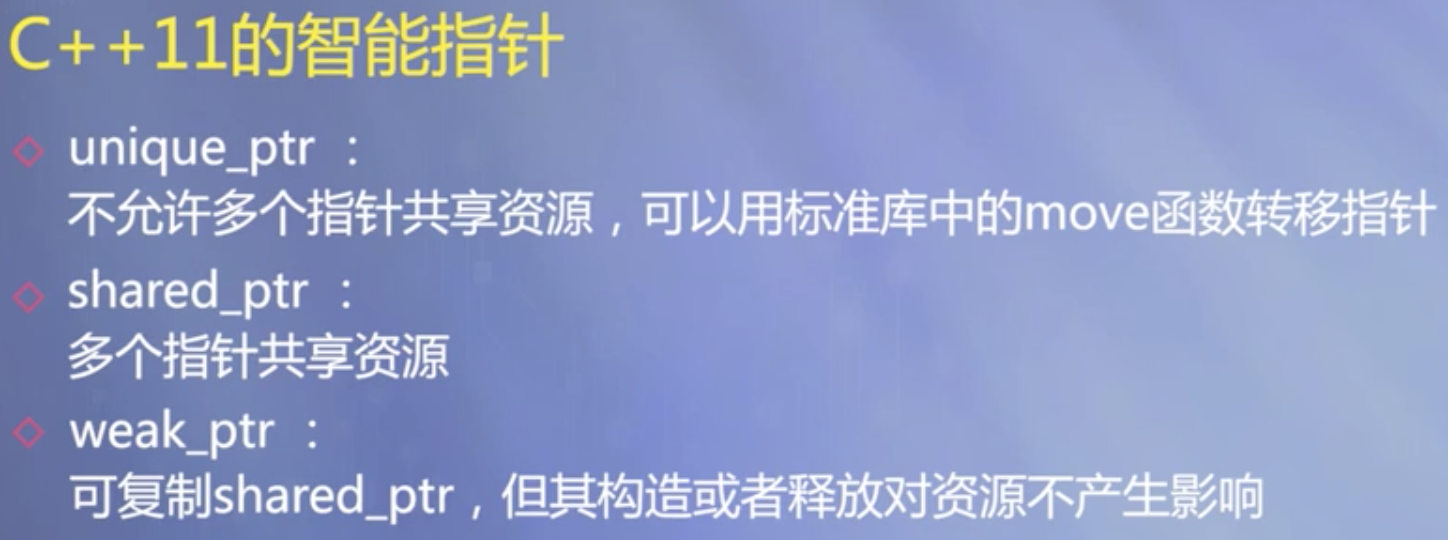 C++11的智能指针
unique_ptr ：
不允许多个指针共享资源，可以用标准库中的move函数转移指针
shared_ptr ：
多个指针共享资源
weak_ptr ：
可复制shared_ptr，但其构造或者释放对资源不产生影响